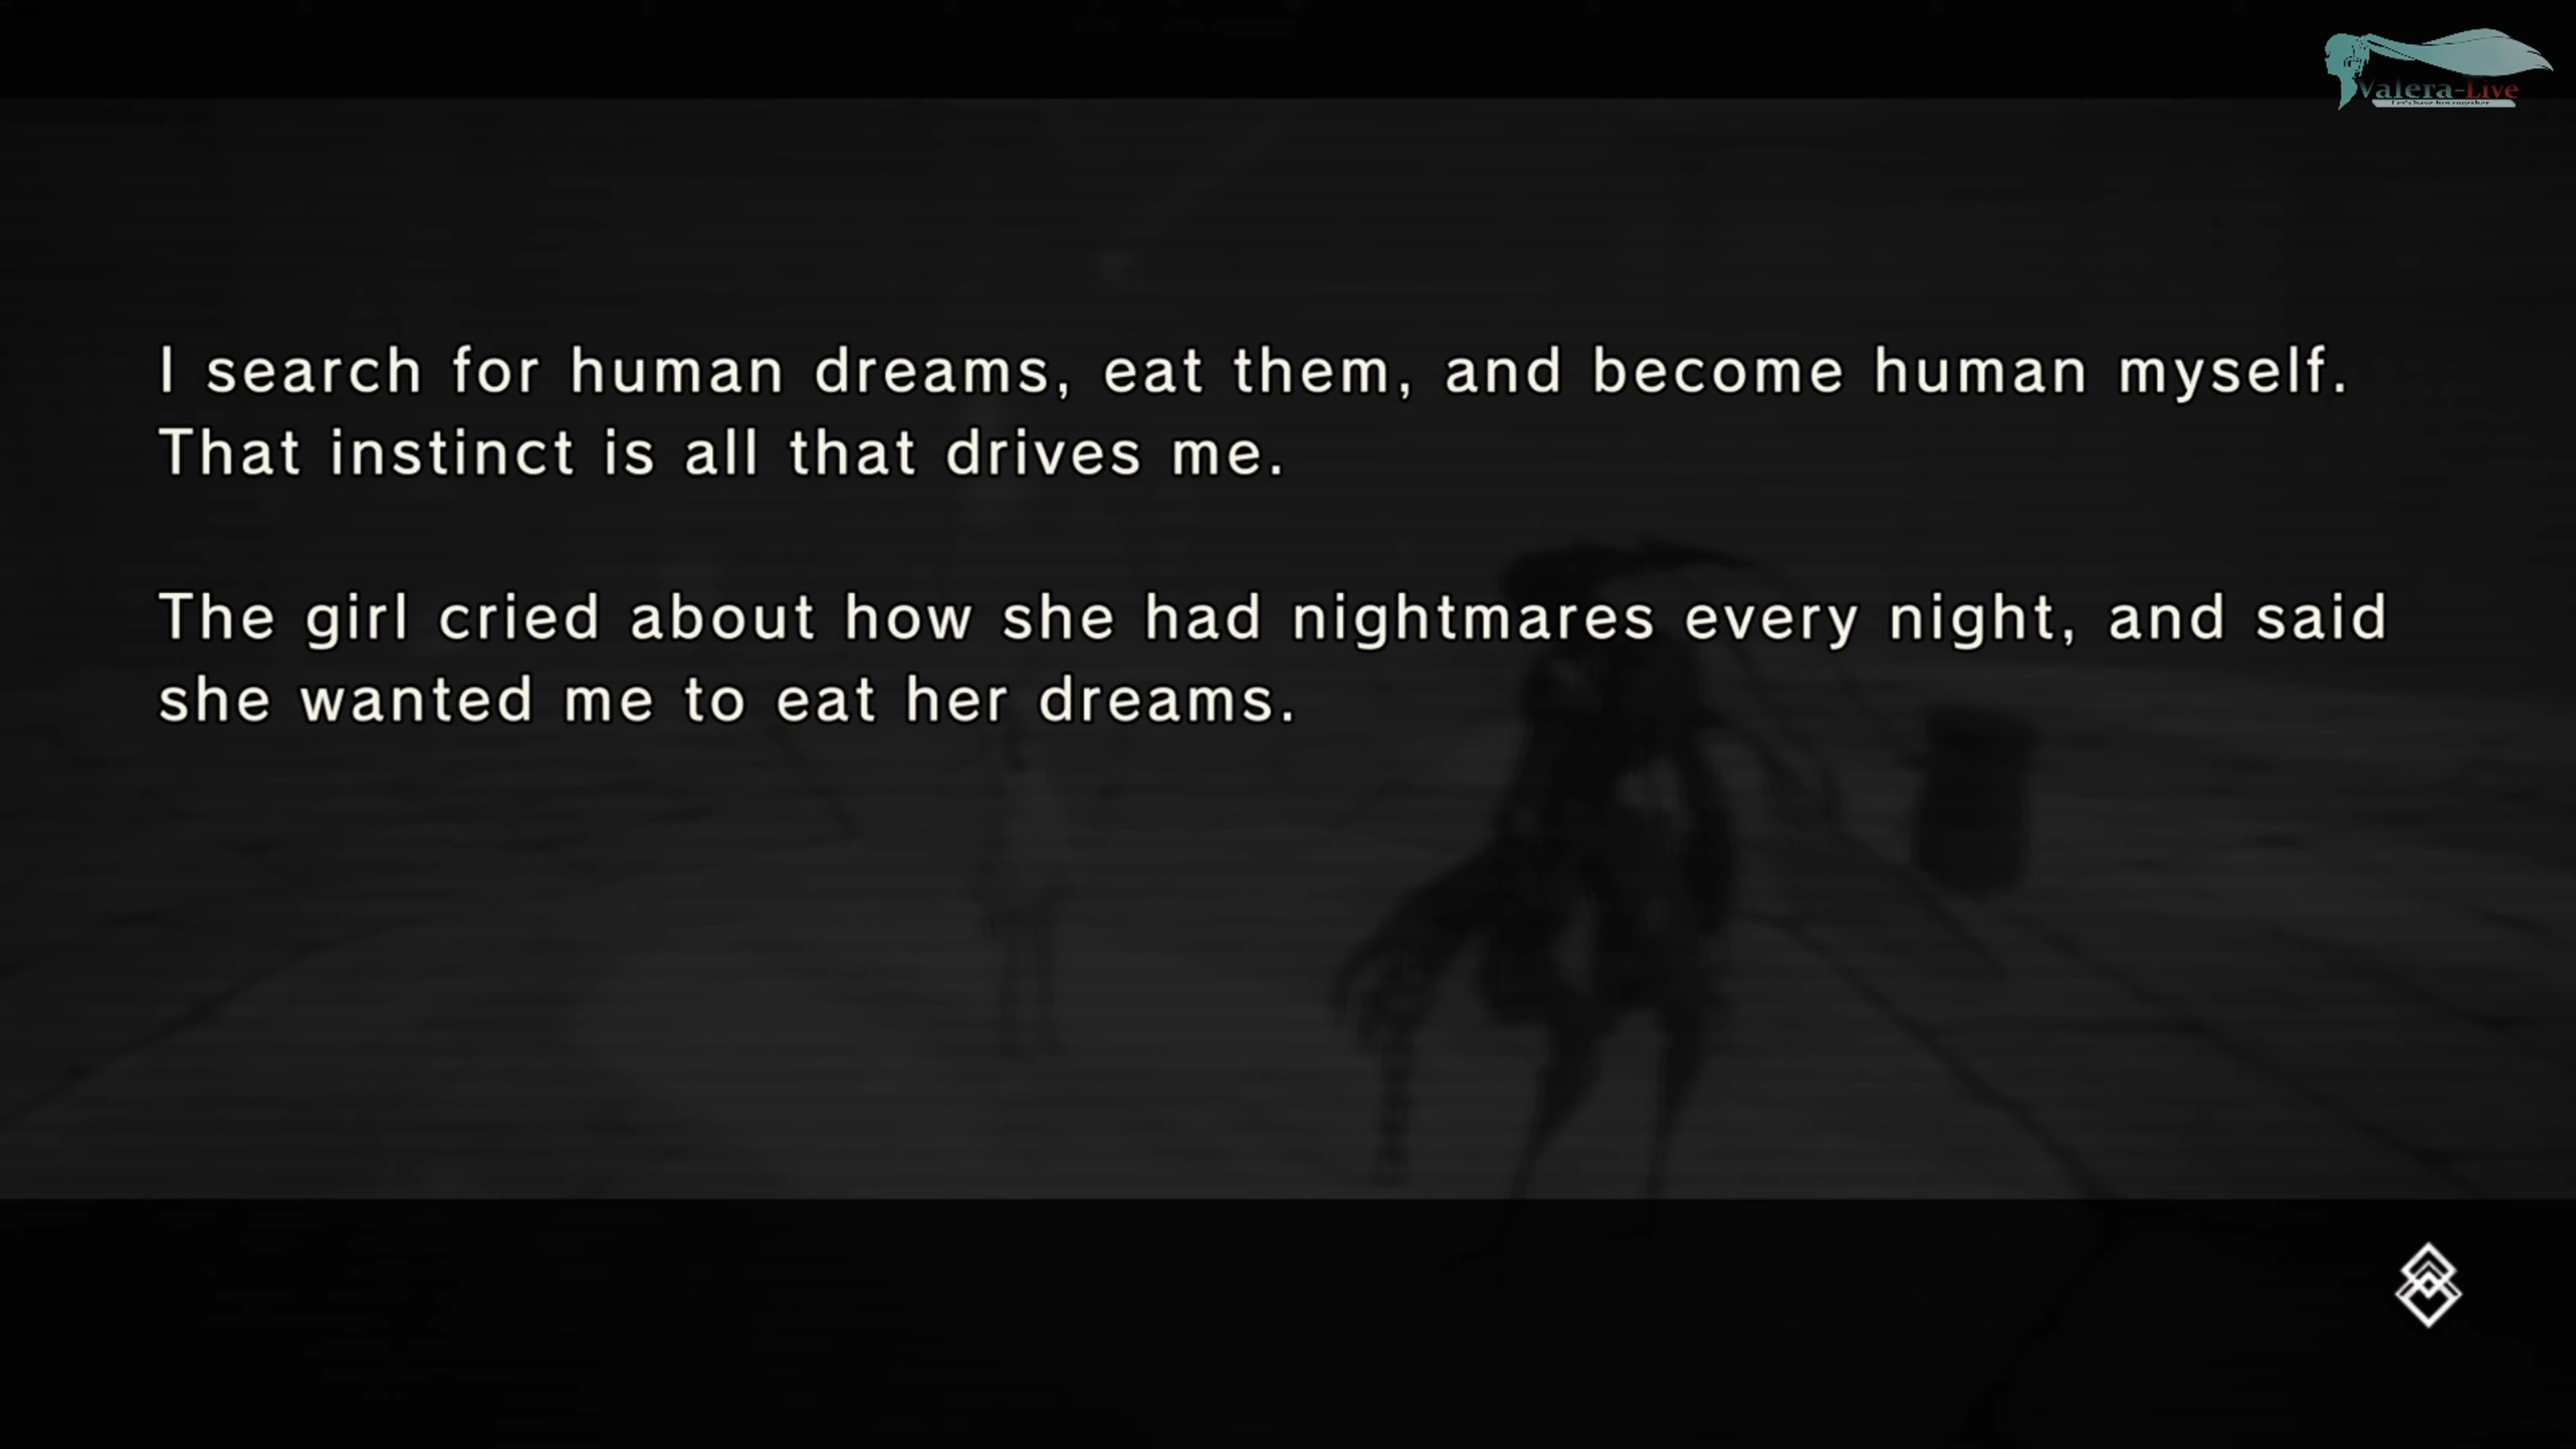 Valera-Live
I search for human dreams, eat them, and become human myself.
That instinct is all that drives me.
The girl cried about how she had nightmares every night, and said
she wanted me to eat her dreams.